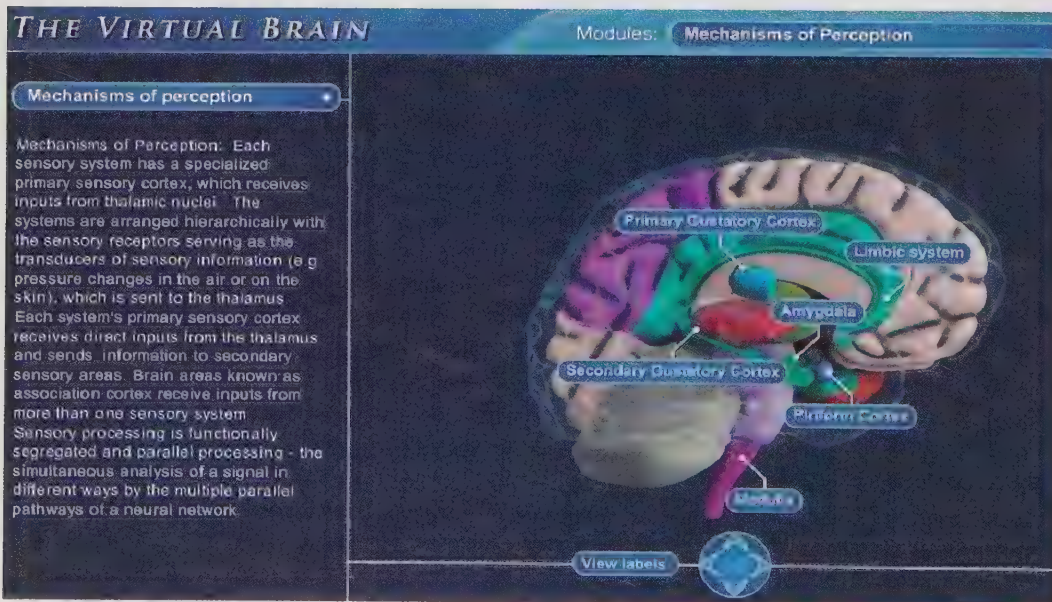 THE VIRTUAL BRAIN
Modules: Mechanisms of Perception
Mechanisms of perception
Mechanisms of Perception: Each
sensory system has a specialized
primary sensory cortex, which receives
inputs from thalamic nuclei. The
systems are arranged hierarchically with
the sensory receptors serving as the
transducers of sensory information (e.g
pressure changes in the air or on the
skin), which is sent to the thalamus
Each system's primary sensory cortex
receives direct inputs from the thalamus
and sends information to secondary
sensory areas. Brain areas known as
association cortex receive inputs from
more than one sensory system
Sensory processing is functionally
segregated and parallel processing - the
simultaneous analysis of a signal in
different ways by the multiple parallel
pathways of a neural network
Primary Gustatory Cortex
Limbic system
Amygdala
Secondary Gustatory Cortex
Piriform Cortex
Medulla
View labels